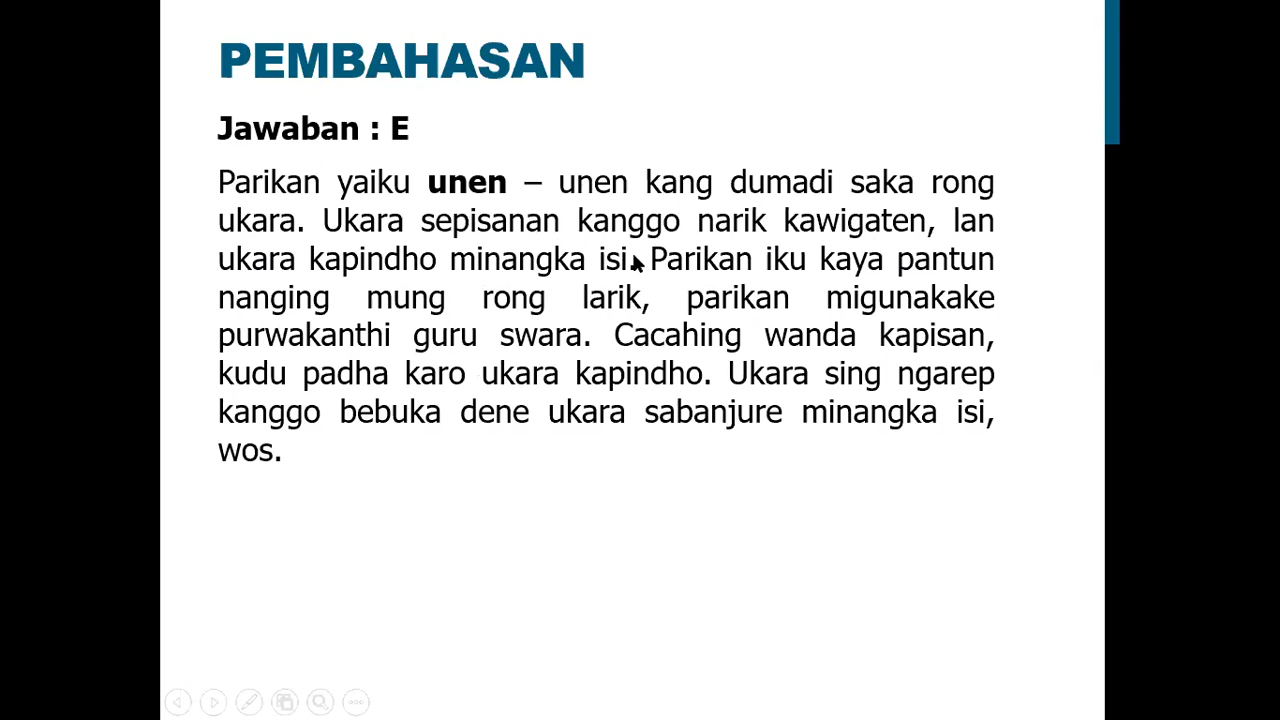 PEMBAHASAN
Jawaban : E
Parikan yaiku unen – unen kang dumadi saka rong
ukara. Ukara sepisanan kanggo narik kawigaten, lan
ukara kapindho minangka isi. Parikan iku kaya pantun
nanging mung rong larik, parikan migunakake
purwakanthi guru swara. Cacahing wanda kapisan,
kudu padha karo ukara kapindho. Ukara sing ngarep
kanggo bebuka dene ukara sabanjure minangka isi,
wos.